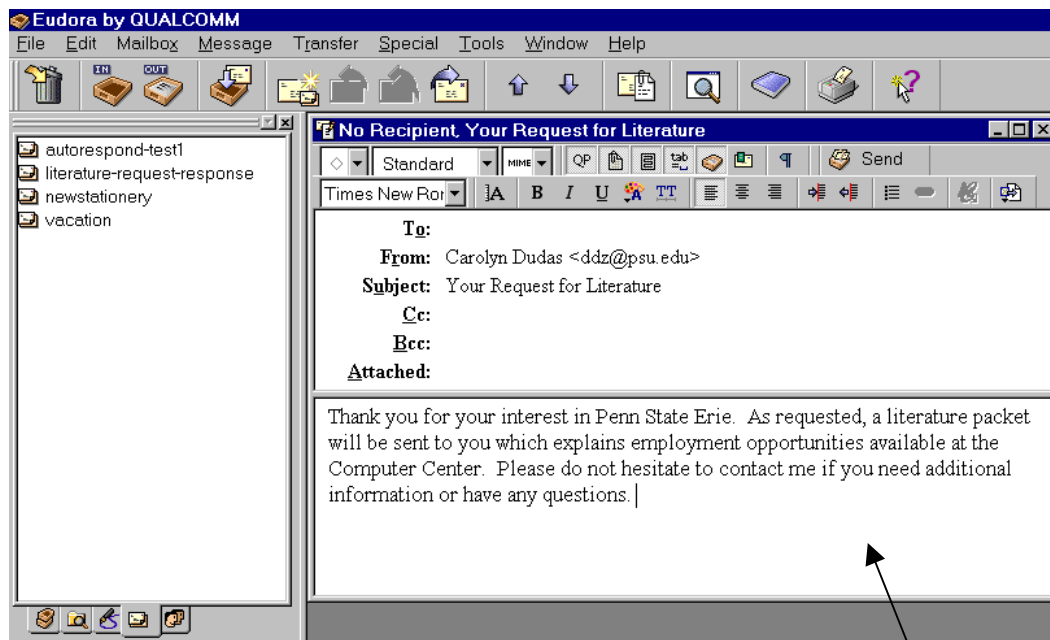 Eudora by QUALCOMM
File Edit Mailbox Message Transfer Special Tools Window Help
IN OUT
autorespond-test1
literature-request-response
newstationery
vacation
No Recipient, Your Request for Literature
Standard MIME QP tab Send
Times New Ror A B I U A TT
To:
From: Carolyn Dudas <ddz@psu.edu>
Subject: Your Request for Literature
Cc:
Bcc:
Attached:
Thank you for your interest in Penn State Erie. As requested, a literature packet
will be sent to you which explains employment opportunities available at the
Computer Center. Please do not hesitate to contact me if you need additional
information or have any questions.